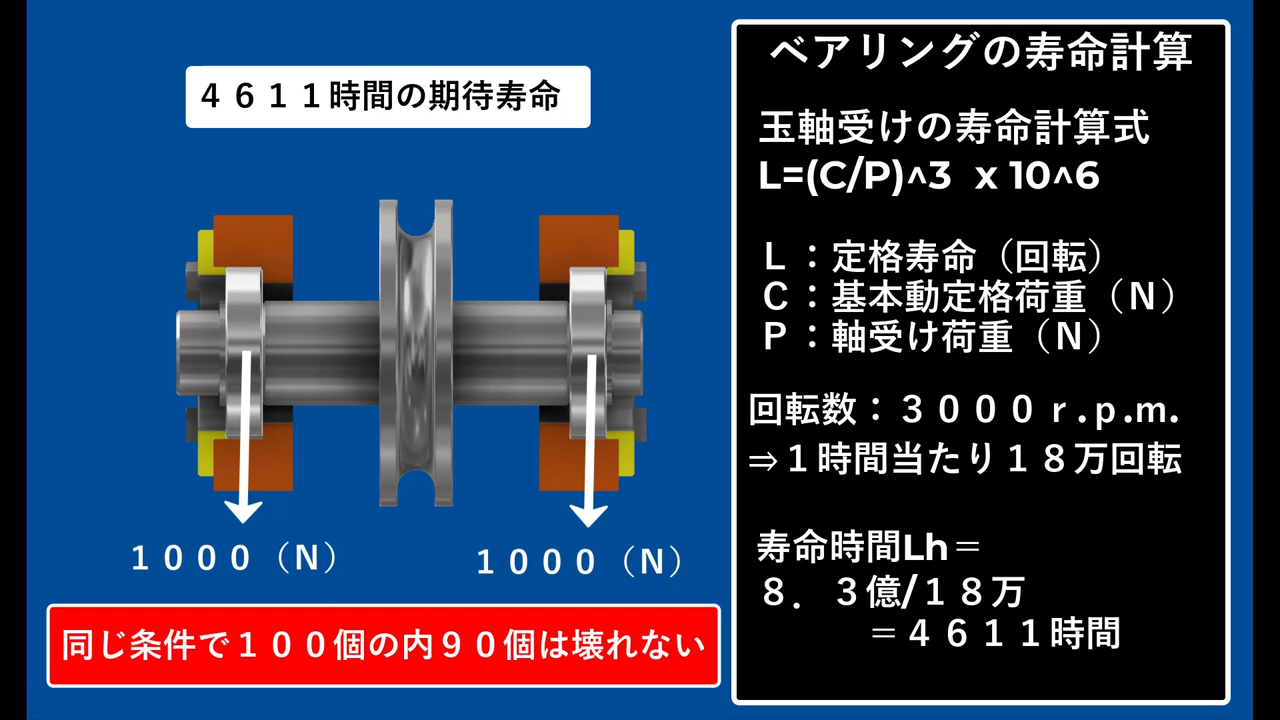 ４６１１時間の期待寿命
１０００（Ｎ）
１０００（Ｎ）
同じ条件で１００個の内９０個は壊れない
ベアリングの寿命計算
玉軸受けの寿命計算式
L=(C/P)^3 x 10^6
Ｌ：定格寿命（回転）
Ｃ：基本動定格荷重（Ｎ）
Ｐ：軸受け荷重（Ｎ）
回転数：３０００ｒ.ｐ.m.
⇒１時間当たり１８万回転
寿命時間Lh＝
８．３億/１８万
＝４６１１時間